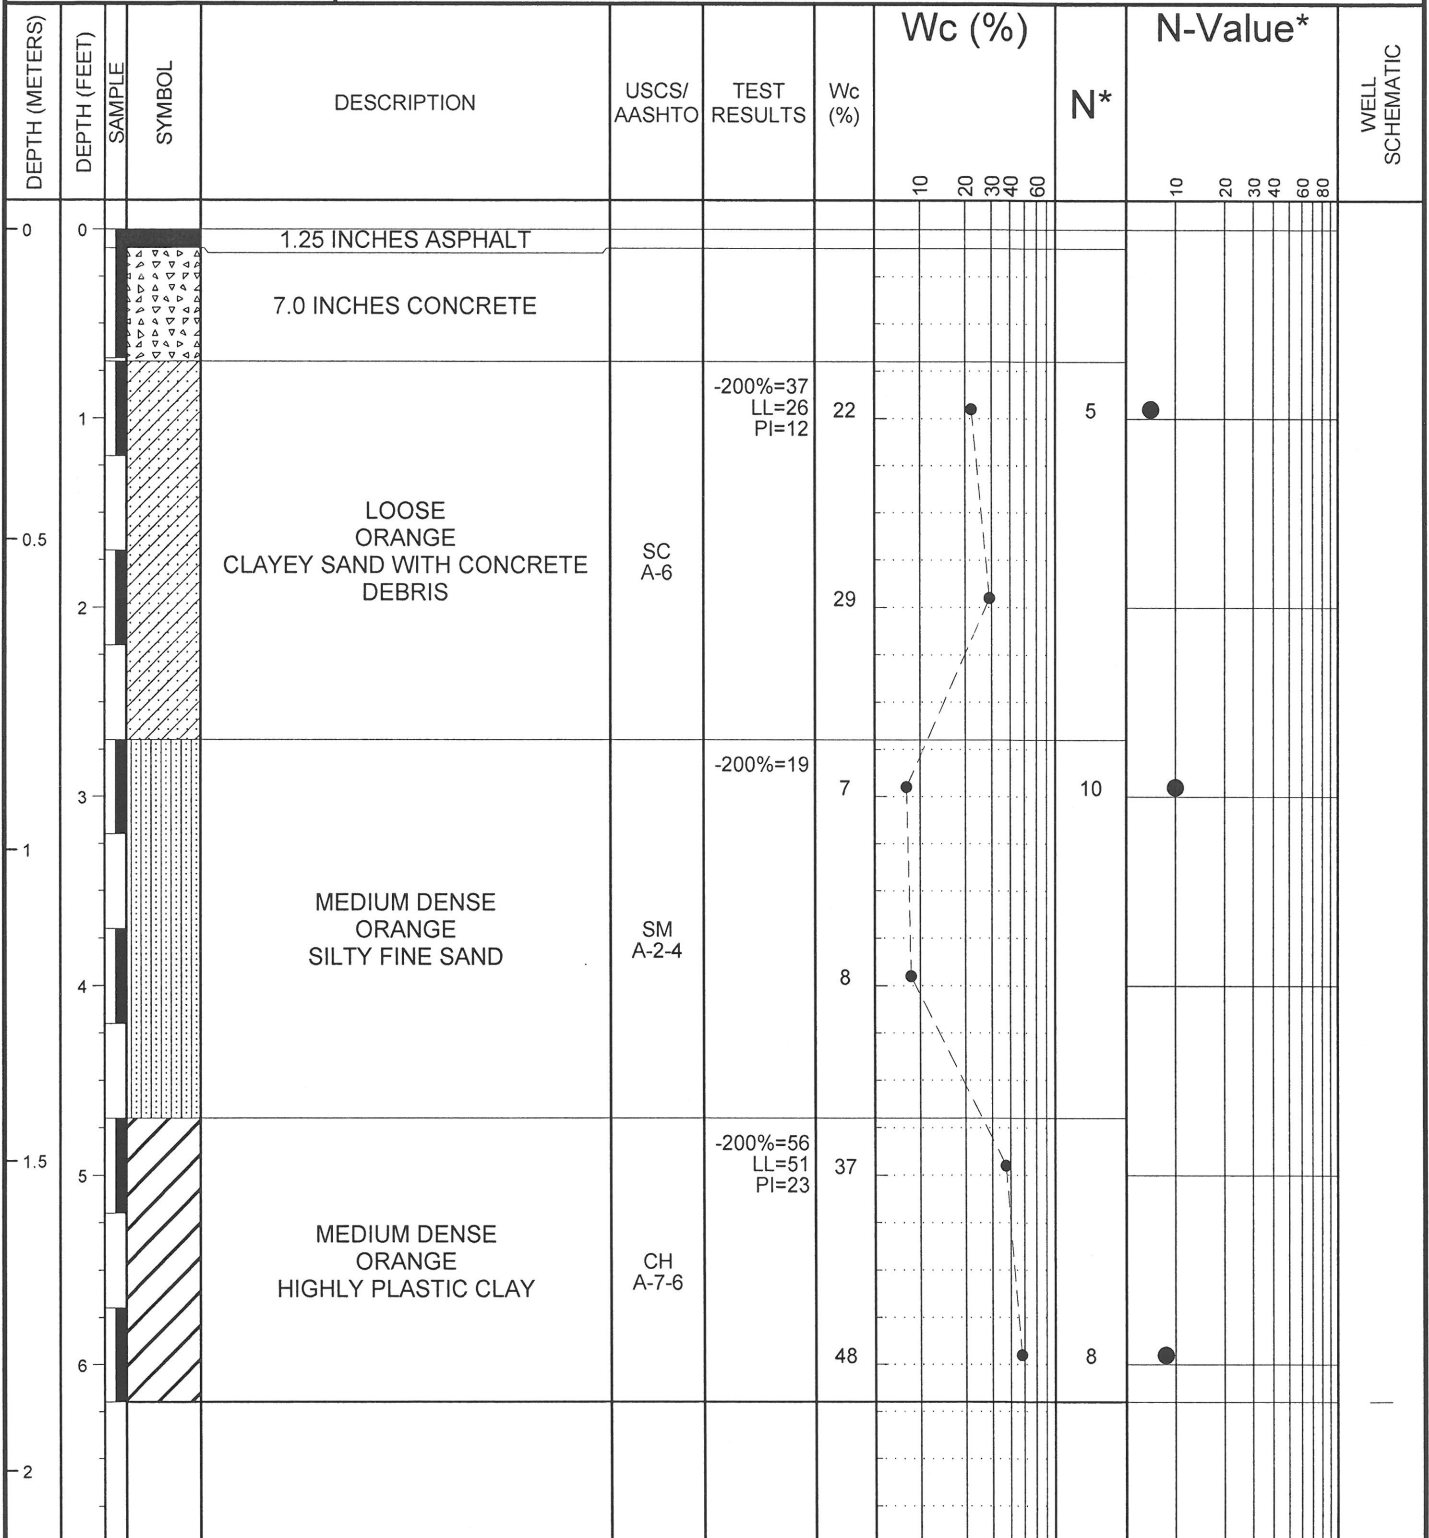 DEPTH (METERS)
DEPTH (FEET)
SAMPLE
SYMBOL
DESCRIPTION
USCS/
AASHTO
TEST
RESULTS
Wc
(%)
Wc (%)
10 20 30 40 60
N*
N-Value*
10 20 30 40 60 80
WELL
SCHEMATIC
0 0
1.25 INCHES ASPHALT
7.0 INCHES CONCRETE
-200%=37
LL=26
PI=12
22
5
1
0.5
LOOSE
ORANGE
CLAYEY SAND WITH CONCRETE
DEBRIS
SC
A-6
29
2
-200%=19
7
10
3
1
MEDIUM DENSE
ORANGE
SILTY FINE SAND
SM
A-2-4
8
4
-200%=56
LL=51
PI=23
37
1.5
5
MEDIUM DENSE
ORANGE
HIGHLY PLASTIC CLAY
CH
A-7-6
48
8
6
2